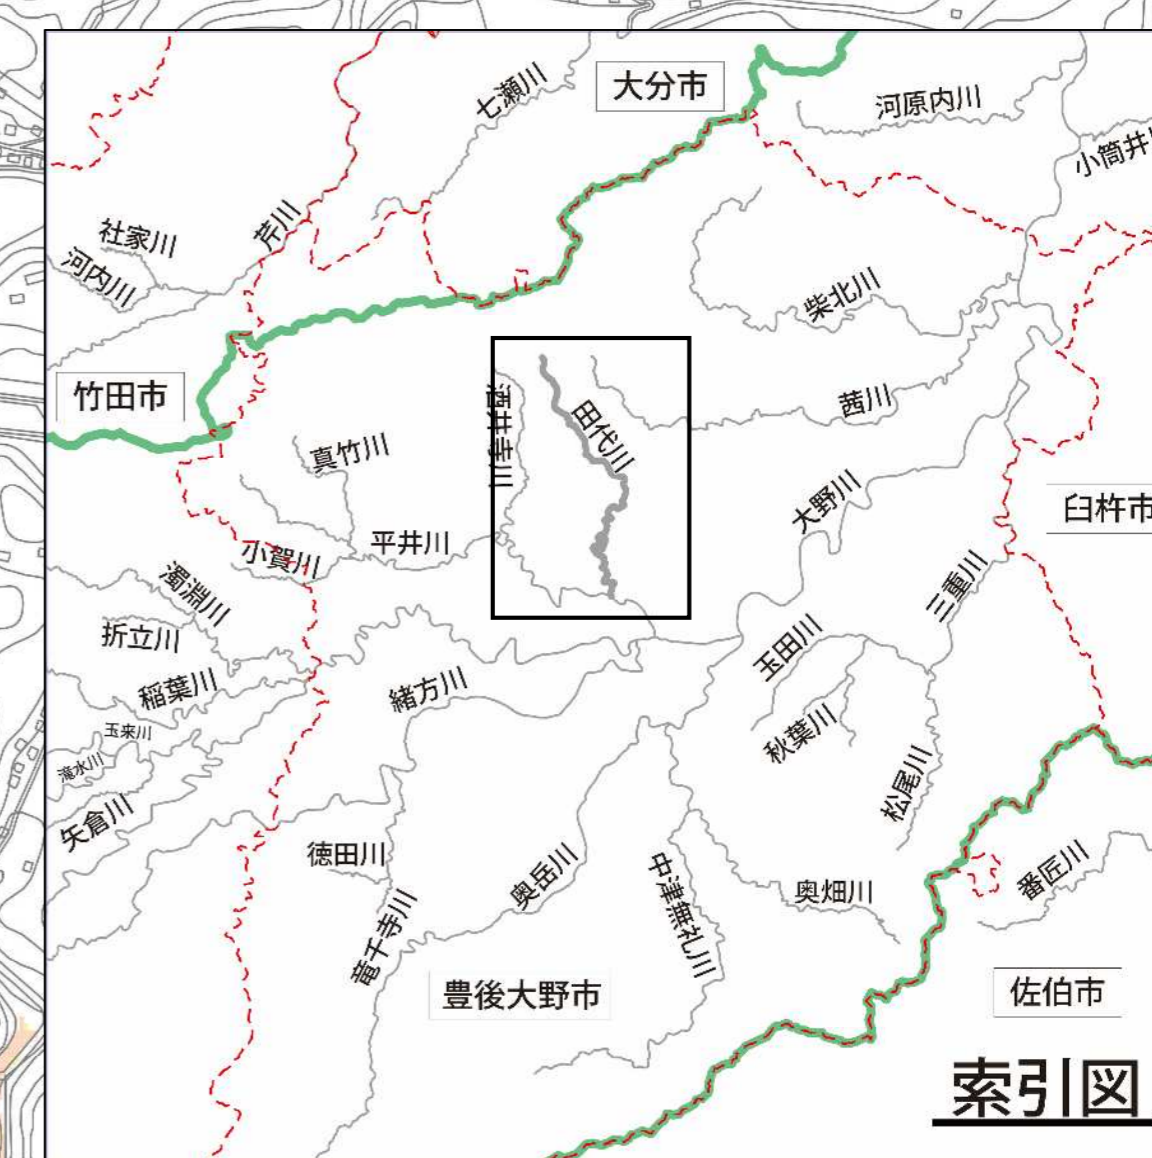 七瀬川
大分市
河原内川
小筒井
社家川
河内川
芹川
柴北川
竹田市
酒井寺川
田代川
茜川
真竹川
大野川
臼杵市
平井川
小賀川
三重川
濁淵川
折立川
玉田川
稲葉川
緒方川
玉来川
秋葉川
滝水川
松尾川
矢倉川
徳田川
奥岳川
中津無礼川
奥畑川
番匠川
竜千寺川
豊後大野市
佐伯市
索引図